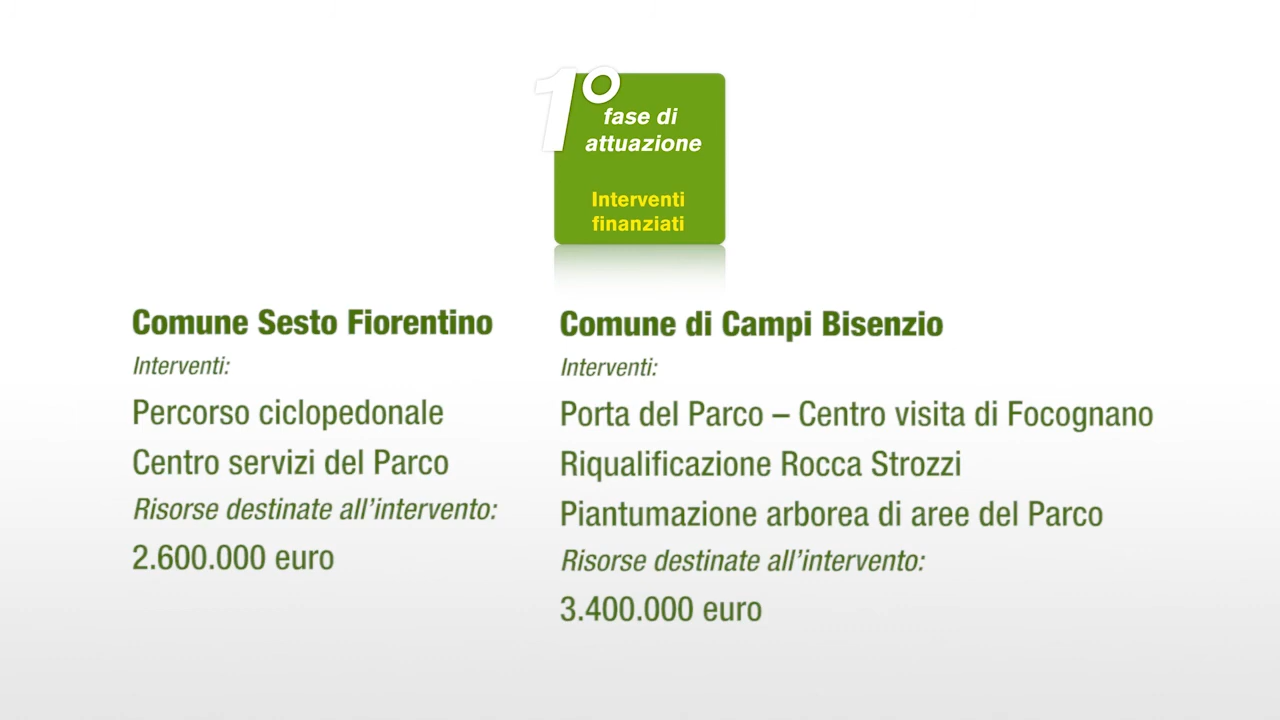 1°
fase di
attuazione
Interventi
finanziati
Comune Sesto Fiorentino
Interventi:
Percorso ciclopedonale
Centro servizi del Parco
Risorse destinate all’intervento:
2.600.000 euro
Comune di Campi Bisenzio
Interventi:
Porta del Parco – Centro visita di Focognano
Riqualificazione Rocca Strozzi
Piantumazione arborea di aree del Parco
Risorse destinate all’intervento:
3.400.000 euro